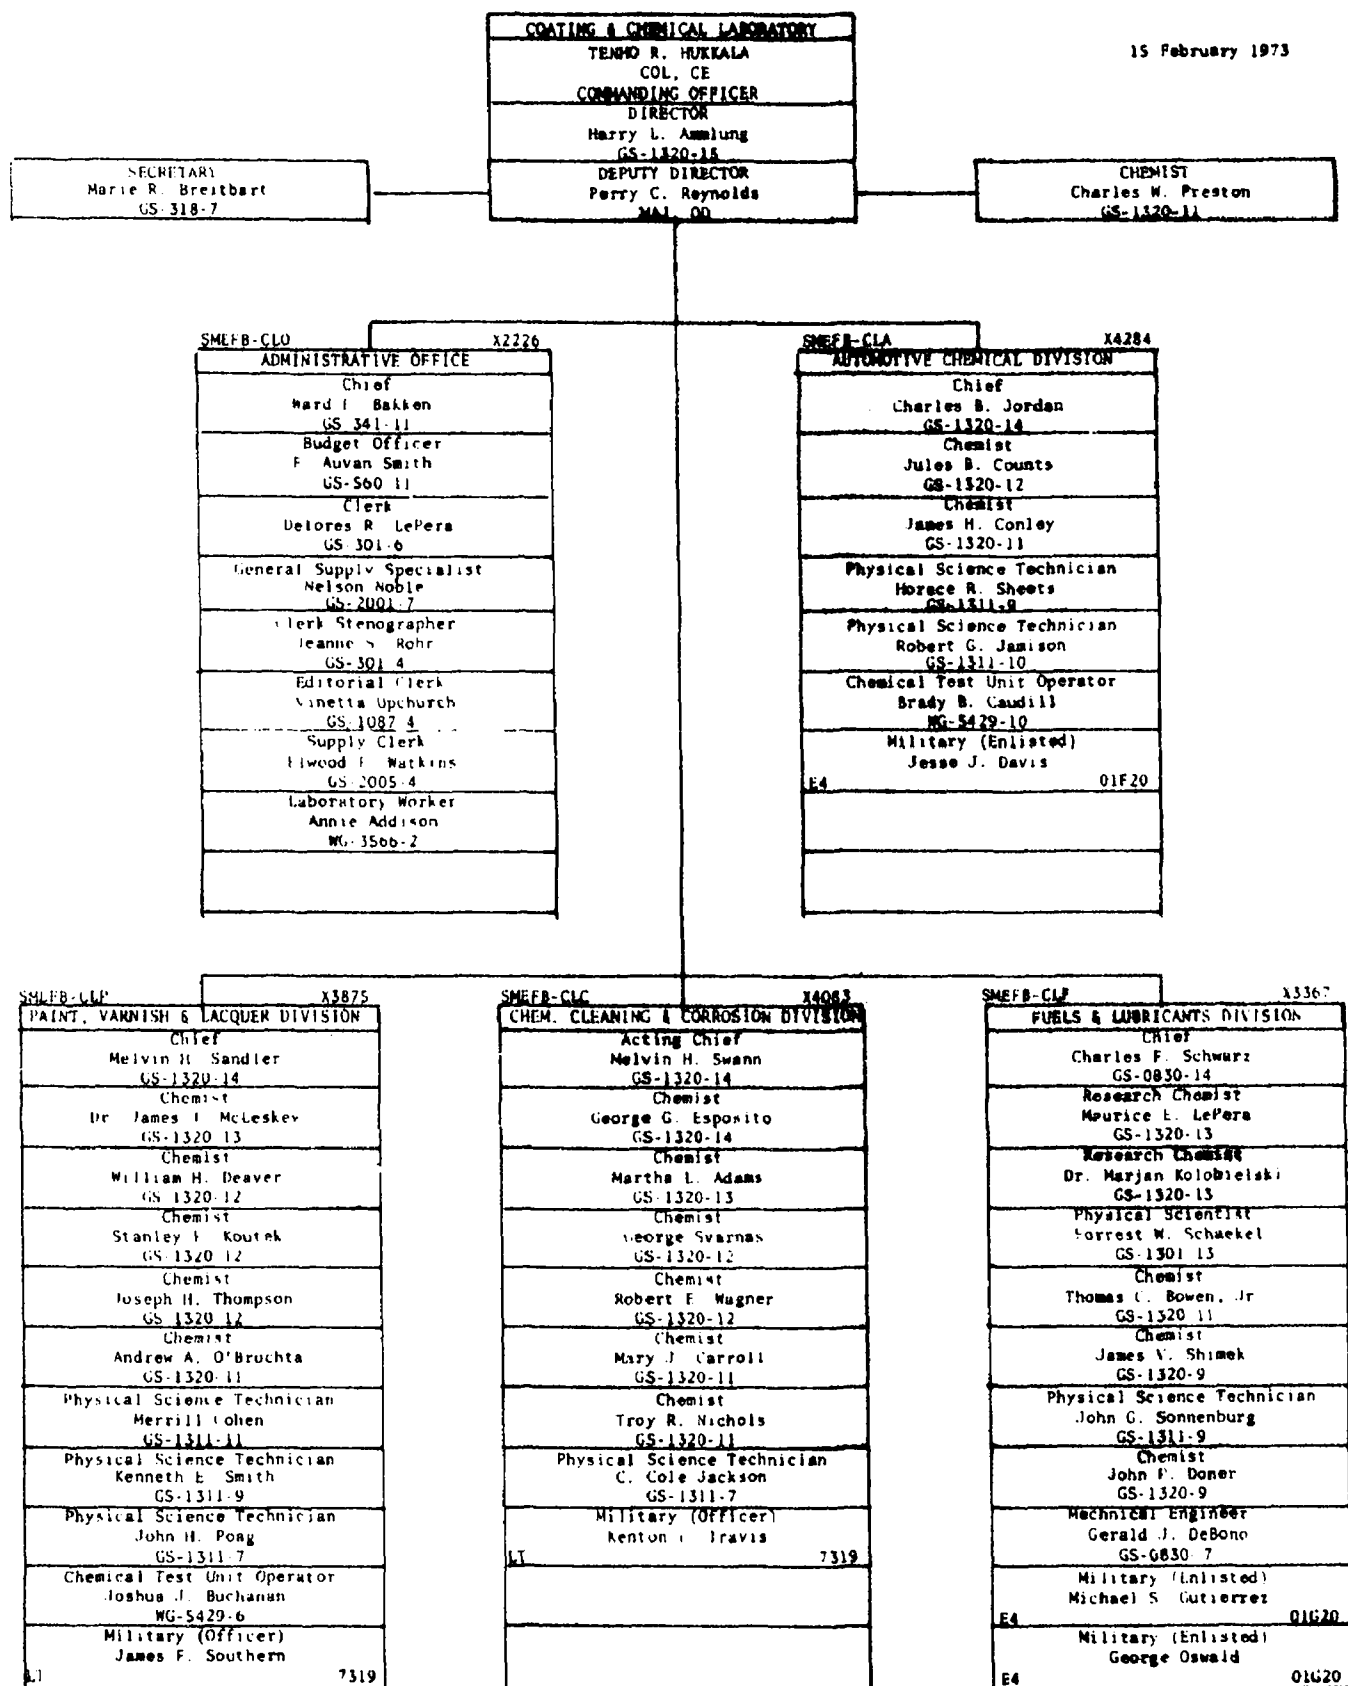 COATING & CHEMICAL LABORATORY
TENHO R. HUKKALA
COL, CE
COMMANDING OFFICER
15 February 1973
DIRECTOR
Harry L. Ammlung
GS-1320-15
DEPUTY DIRECTOR
Perry C. Reynolds
MAJ, OD
SECRETARY
Marie R. Breitbart
GS-318-7
CHEMIST
Charles W. Preston
GS-1320-11
SMEFB-CLO X2226
ADMINISTRATIVE OFFICE
Chief
Ward F. Bakken
GS 341-11
Budget Officer
F Auvan Smith
GS-560 11
Clerk
Delores R LePera
GS-301-6
General Supply Specialist
Nelson Noble
GS-2001-7
Clerk Stenographer
Jeanne S Rohr
GS-301 4
Editorial Clerk
Vinetta Upchurch
GS-1087 4
Supply Clerk
Elwood F Watkins
GS-2005-4
Laboratory Worker
Annie Addison
WG-3566-2
SMEFB-CLA X4284
AUTOMOTIVE CHEMICAL DIVISION
Chief
Charles B. Jordan
GS-1320-14
Chemist
Jules B. Counts
GS-1320-12
Chemist
James H. Conley
GS-1320-11
Physical Science Technician
Horace R. Sheets
GS-1311-9
Physical Science Technician
Robert G. Jamison
GS-1311-10
Chemical Test Unit Operator
Brady B. Caudill
WG-5429-10
Military (Enlisted)
Jesse J. Davis
E4 01F20
SMEFB-CLP X3875
PAINT, VARNISH & LACQUER DIVISION
Chief
Melvin H. Sandler
GS-1320-14
Chemist
Dr James McLeskey
GS-1320 13
Chemist
William H. Deaver
GS 1320-12
Chemist
Stanley Koutek
GS 1320 12
Chemist
Joseph H. Thompson
GS 1320 12
Chemist
Andrew A. O'Bruchta
GS-1320-11
Physical Science Technician
Merrill Cohen
GS-1311-11
Physical Science Technician
Kenneth E Smith
GS-1311-9
Physical Science Technician
John H. Poag
GS-1311-7
Chemical Test Unit Operator
Joshua J. Buchanan
WG-5429-6
Military (Officer)
James F. Southern
LT 7319
SMEFB-CLC X4083
CHEM. CLEANING & CORROSION DIVISION
Acting Chief
Melvin H. Swann
GS-1320-14
Chemist
George G. Esposito
GS-1320-14
Chemist
Martha L. Adams
GS-1320-13
Chemist
George Svarnas
GS-1320-12
Chemist
Robert E Wagner
GS-1320-12
Chemist
Mary J. Carroll
GS-1320-11
Chemist
Troy R. Nichols
GS-1320-11
Physical Science Technician
C. Cole Jackson
GS-1311-7
Military (Officer)
Kenton Travis
LT 7319
SMEFB-CLF X3367
FUELS & LUBRICANTS DIVISION
Chief
Charles F. Schwarz
GS-0830-14
Research Chemist
Maurice E. LePera
GS-1320-13
Research Chemist
Dr. Marjan Kolobielski
GS-1320-13
Physical Scientist
Forrest W. Schaekel
GS-1301 13
Chemist
Thomas C. Bowen, Jr
GS-1320 11
Chemist
James V. Shimek
GS-1320-9
Physical Science Technician
John G. Sonnenburg
GS-1311-9
Chemist
John P. Doner
GS-1320-9
Mechnical Engineer
Gerald J. DeBono
GS-0830 7
Military (Enlisted)
Michael S Gutierrez
E4 01G20
Military (Enlisted)
George Oswald
E4 01G20